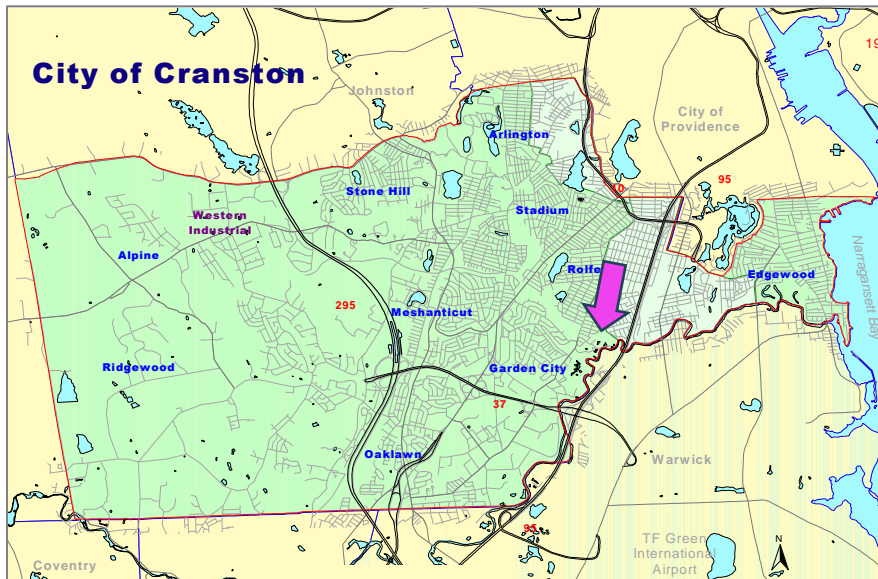 City of Cranston
19
Johnston
City of
Providence
Arlington
95
10
Stone Hill
Western
Industrial
Stadium
Alpine
Narragansett Bay
Rolfe
Edgewood
295
Meshanticut
Ridgewood
Garden City
37
Oaklawn
Warwick
95
TF Green
International
Airport
N
Coventry